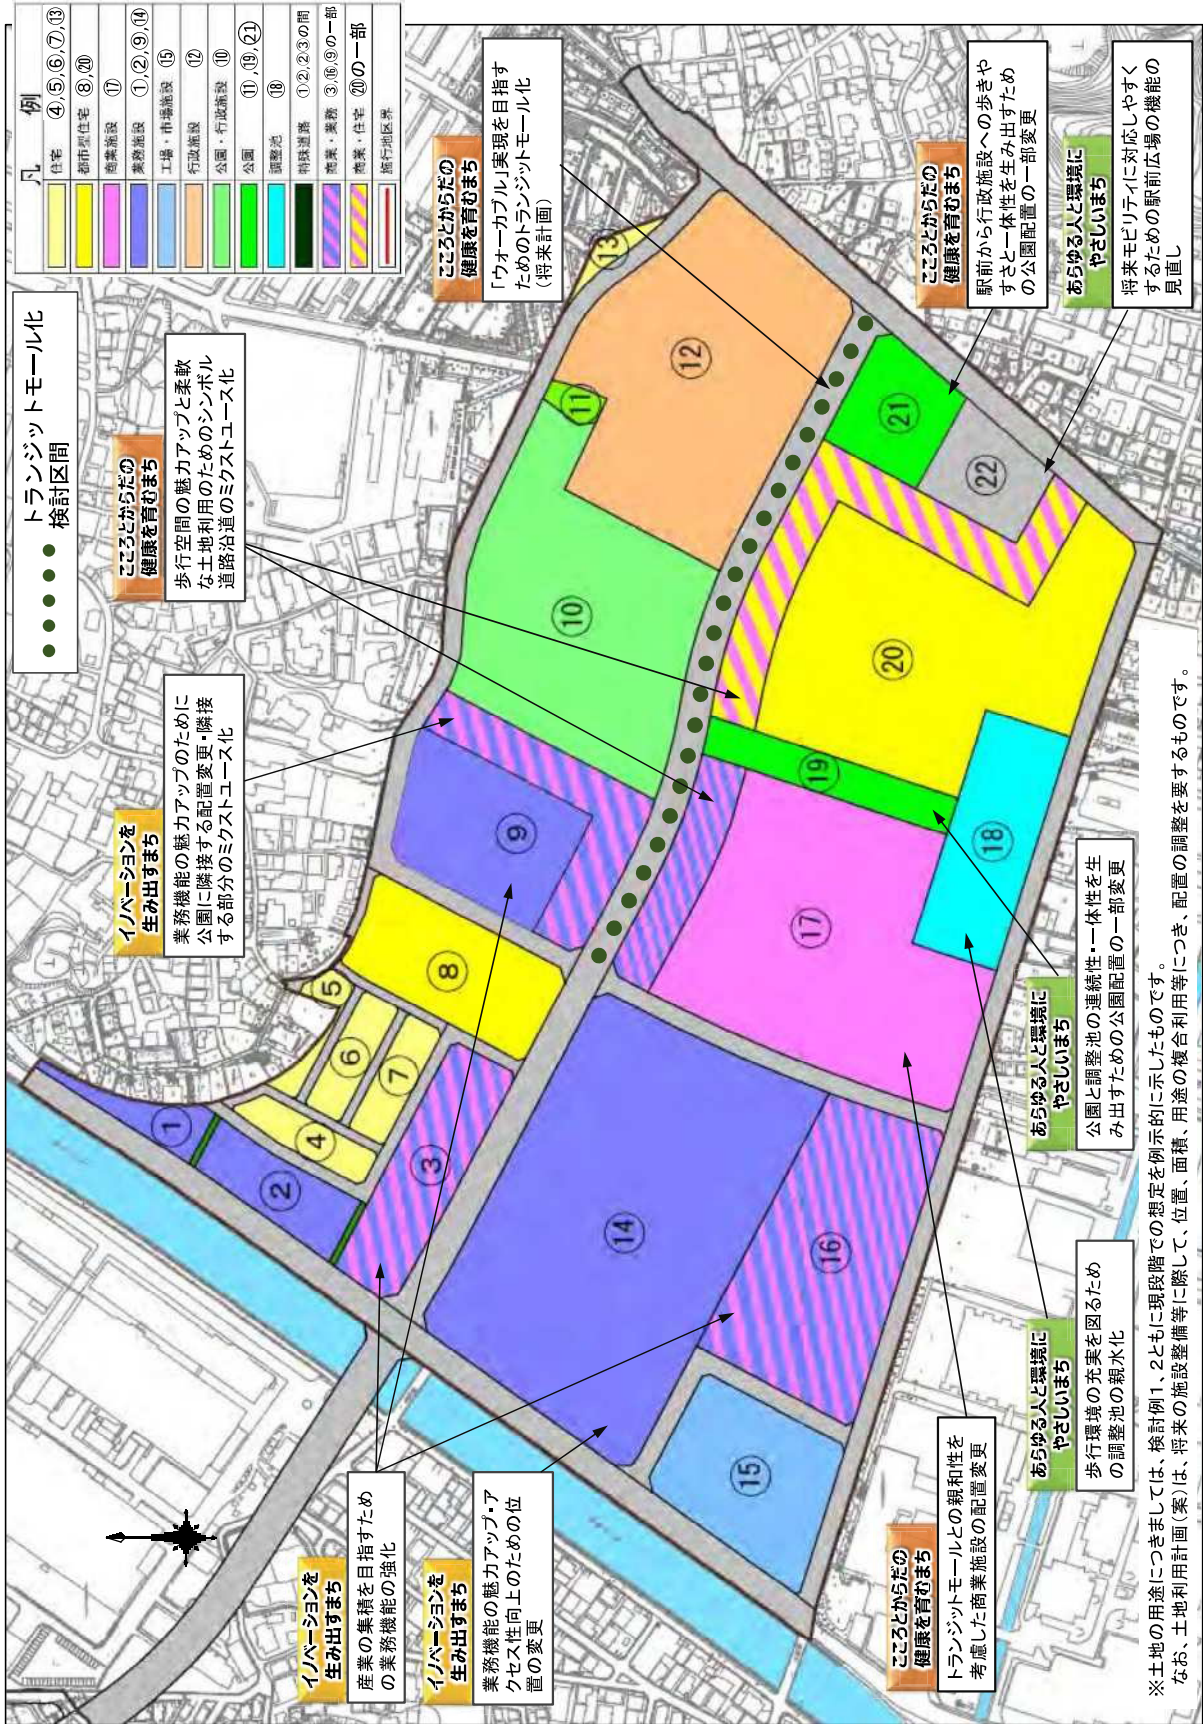 凡　例
住宅　④,⑤,⑥,⑦,⑬
都市型住宅　⑧,⑳
商業施設　⑰
業務施設　①,②,⑨,⑭
工場・市場施設　⑮
行政施設　⑫
公園・行政施設　⑩
公園　⑪,⑲,㉑
調整池　⑱
特殊道路　①②,②③の間
商業・業務　③,⑯,⑨の一部
商業・住宅　⑳の一部
施行地区界
トランジットモール化
検討区間
イノベーションを
生み出すまち
業務機能の魅力アップのために
公園に隣接する配置変更・隣接
する部分のミクストユース化
こころとからだの
健康を育むまち
歩行空間の魅力アップと柔軟
な土地利用のためのシンボル
道路沿道のミクストユース化
こころとからだの
健康を育むまち
「ウォーカブル」実現を目指す
ためのトランジットモール化
(将来計画)
こころとからだの
健康を育むまち
駅前から行政施設への歩きや
すさと一体性を生み出すため
の公園配置の一部変更
あらゆる人と環境に
やさしいまち
将来モビリティに対応しやすく
するための駅前広場の機能の
見直し
①
②
③
④
⑤
⑥
⑦
⑧
⑨
⑩
⑪
⑫
⑬
⑭
⑮
⑯
⑰
⑱
⑲
⑳
㉑
㉒
イノベーションを
生み出すまち
産業の集積を目指すため
の業務機能の強化
イノベーションを
生み出すまち
業務機能の魅力アップ・ア
クセス性向上のための位
置の変更
こころとからだの
健康を育むまち
トランジットモールとの親和性を
考慮した商業施設の配置変更
あらゆる人と環境に
やさしいまち
歩行環境の充実を図るため
の調整池の親水化
あらゆる人と環境に
やさしいまち
公園と調整池の連続性・一体性を生
み出すための公園配置の一部変更
※土地の用途につきましては、検討例1、2ともに現段階での想定を例示的に示したものです。
なお、土地利用計画(案)は、将来の施設整備等に際して、位置、面積、用途の複合利用等につき、配置の調整を要するものです。